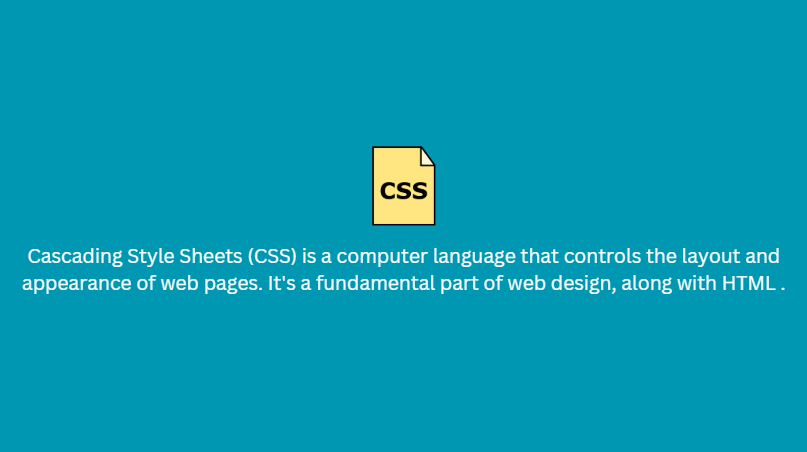 CSS
Cascading Style Sheets (CSS) is a computer language that controls the layout and
appearance of web pages. It's a fundamental part of web design, along with HTML .